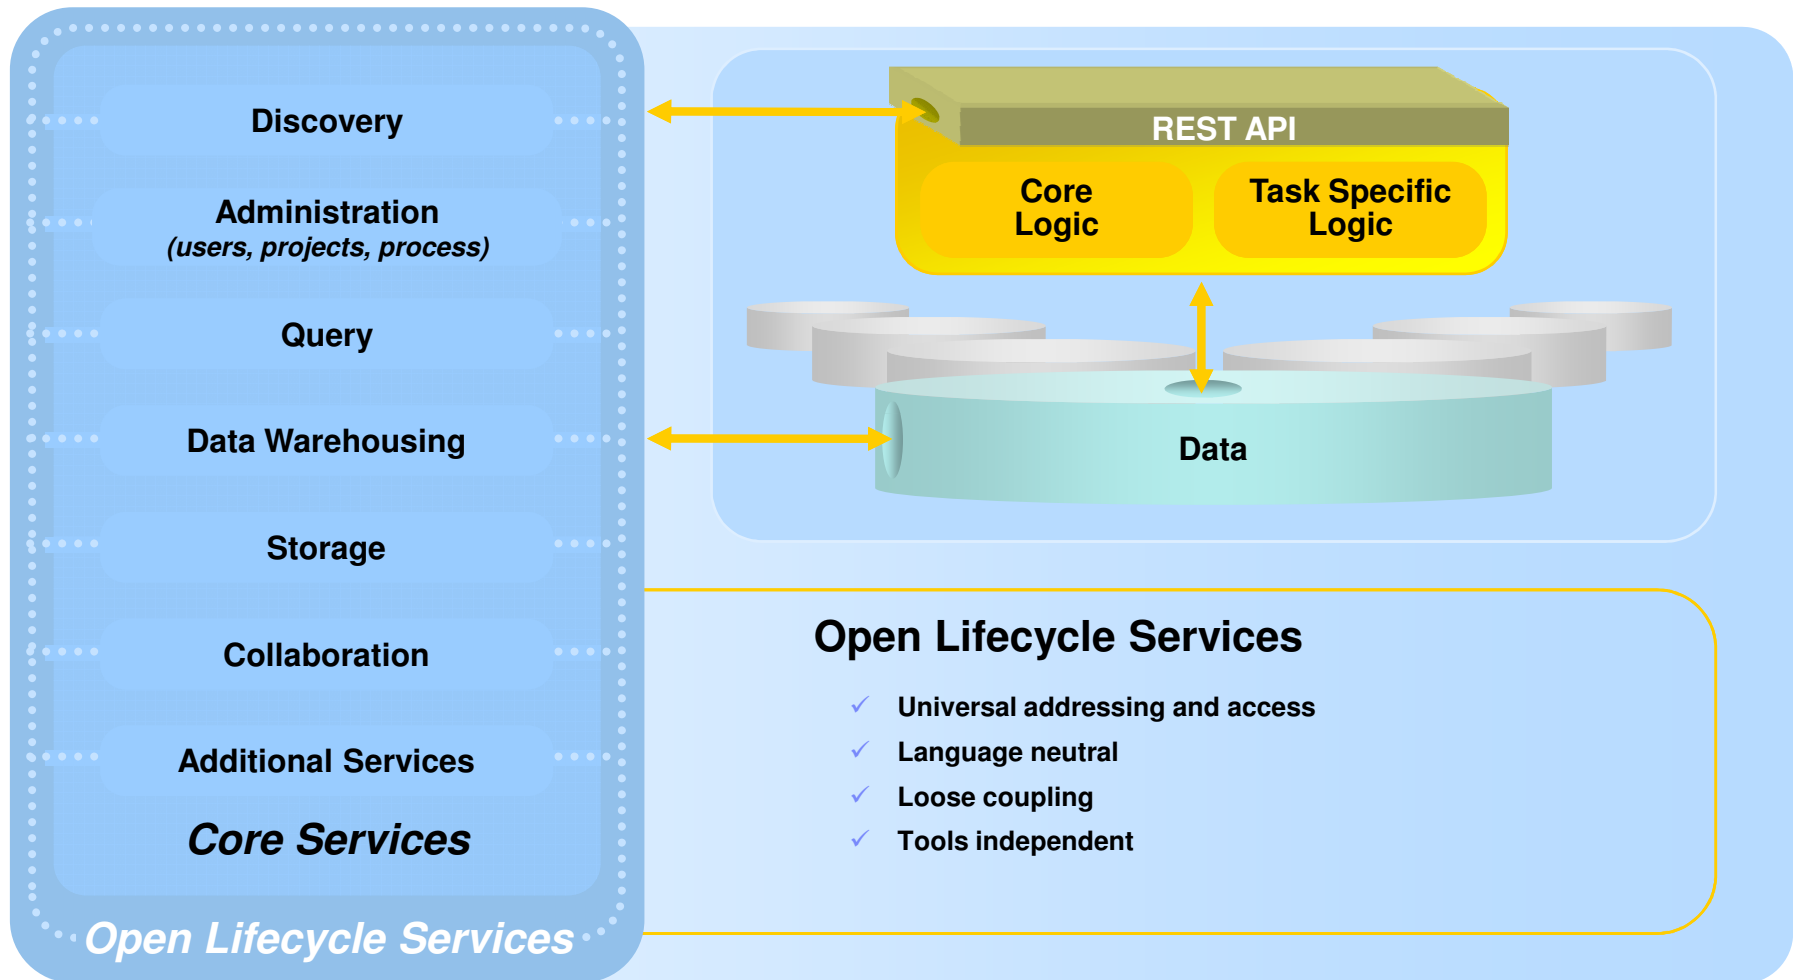 Discovery
Administration
(users, projects, process)
Query
Data Warehousing
Storage
Collaboration
Additional Services
Core Services
Open Lifecycle Services
REST API
Core
Logic
Task Specific
Logic
Data
Open Lifecycle Services
Universal addressing and access
Language neutral
Loose coupling
Tools independent